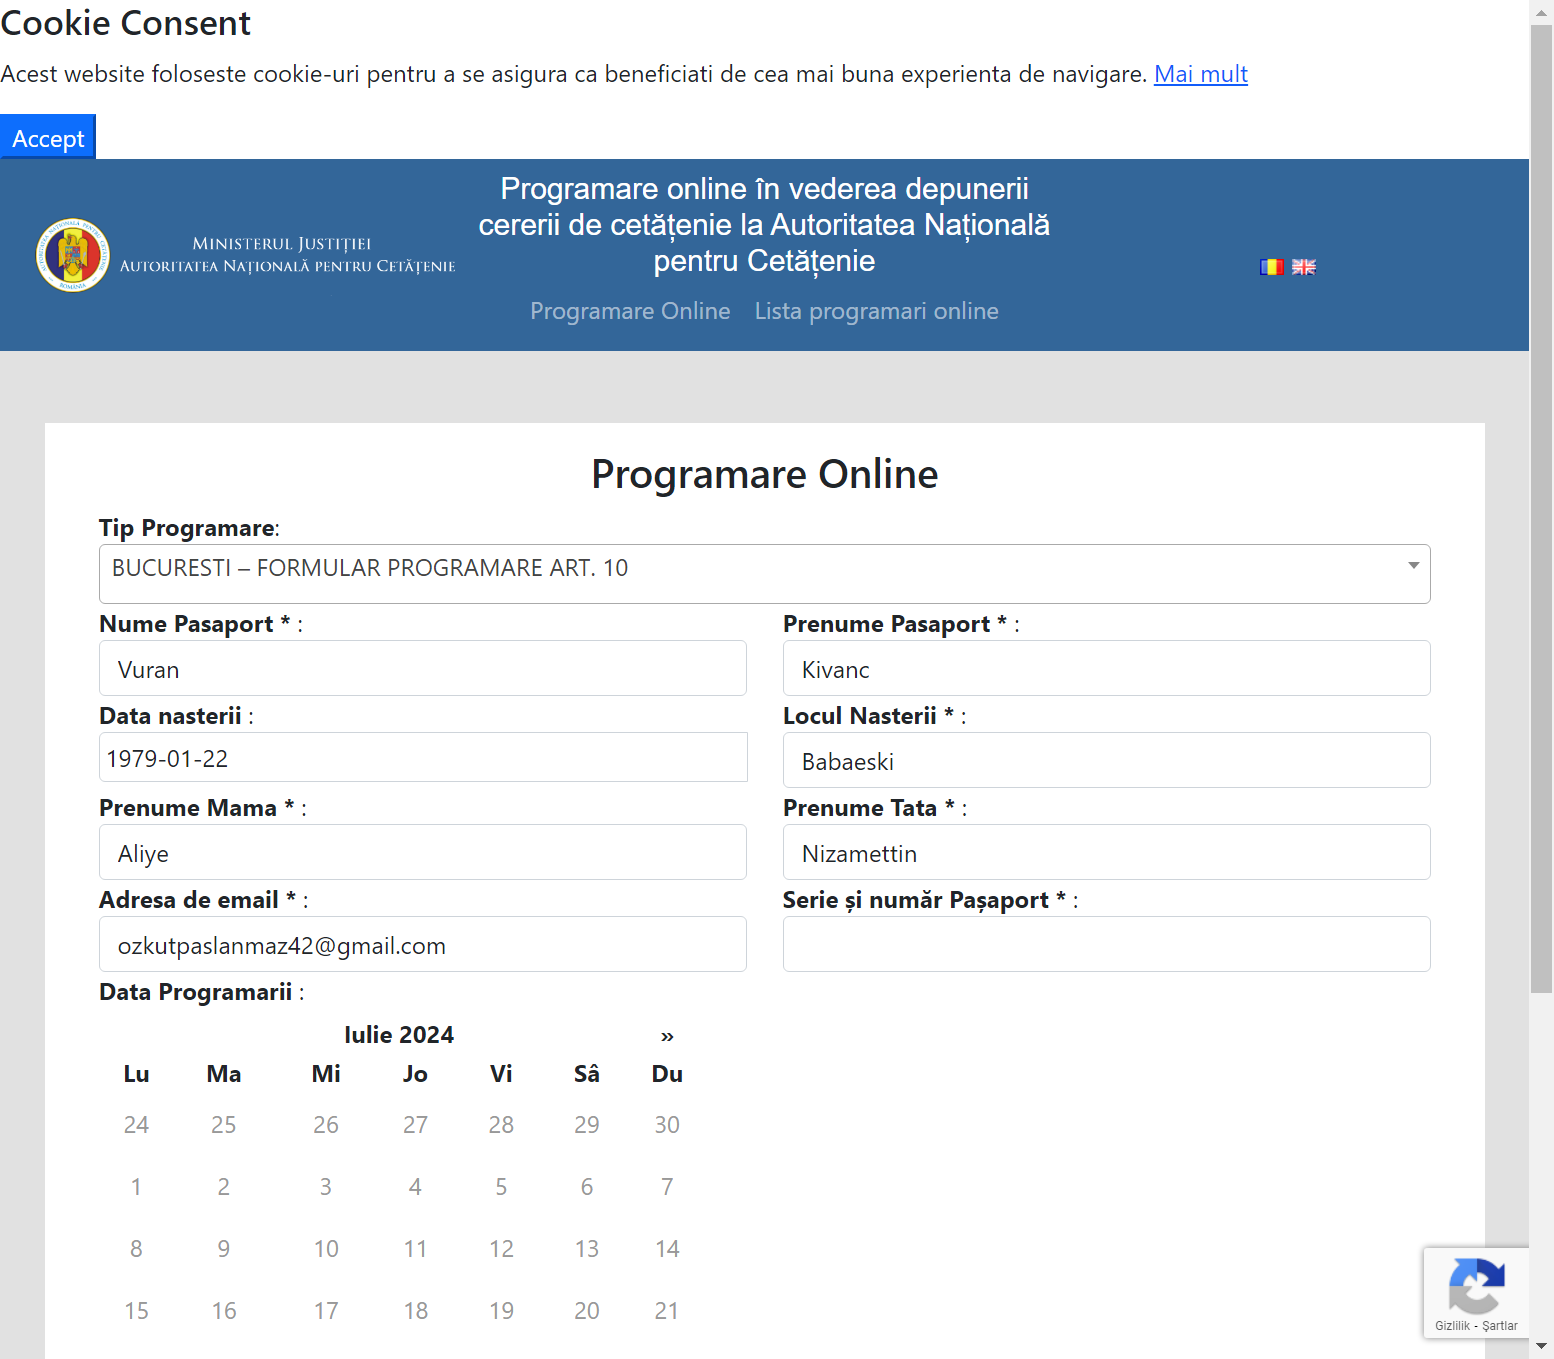 Cookie Consent
Acest website foloseste cookie-uri pentru a se asigura ca beneficiati de cea mai buna experienta de navigare. Mai mult
Accept
Programare online în vederea depunerii
cererii de cetățenie la Autoritatea Națională
pentru Cetățenie
Ministerul Justiției
Autoritatea Națională pentru Cetățenie
Programare Online Lista programari online
Programare Online
Tip Programare:
BUCURESTI – FORMULAR PROGRAMARE ART. 10
Nume Pasaport * : Prenume Pasaport * :
Vuran Kivanc
Data nasterii : Locul Nasterii * :
1979-01-22 Babaeski
Prenume Mama * : Prenume Tata * :
Aliye Nizamettin
Adresa de email * : Serie și număr Pașaport * :
ozkutpaslanmaz42@gmail.com
Data Programarii :
Iulie 2024 »
Lu Ma Mi Jo Vi Sâ Du
24 25 26 27 28 29 30
1 2 3 4 5 6 7
8 9 10 11 12 13 14
15 16 17 18 19 20 21
Gizlilik - Şartlar